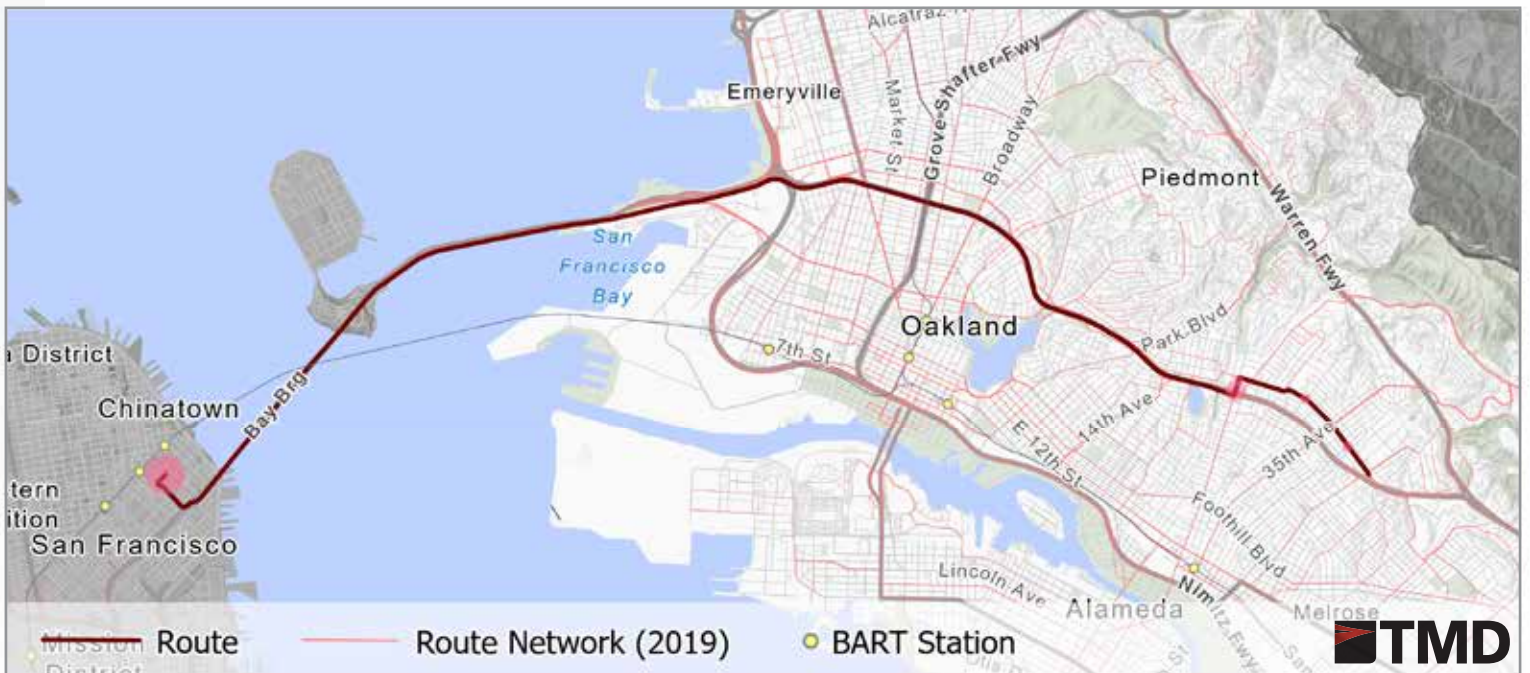 Alcatraz
Emeryville
Market St
Grove-Shafter-Fwy
Broadway
Piedmont
Warren-Fwy
San
Francisco
Bay
Oakland
Park-Blvd
7th St
a District
Chinatown
Bay-Brg
14th Ave
E 12th St
35th Ave
tern
ition
San Francisco
Foothill Blvd
Lincoln Ave
Alameda
Nimitz-Fwy
Melrose
Route
Route Network (2019)
BART Station
Mission
District
TMD